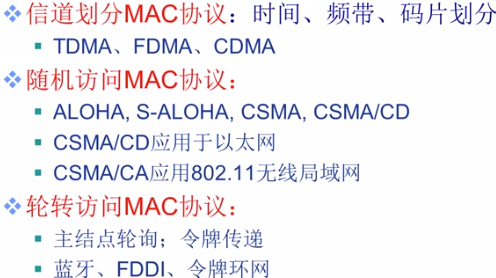 信道划分MAC协议：时间、频带、码片划分
TDMA、FDMA、CDMA
随机访问MAC协议：
ALOHA, S-ALOHA, CSMA, CSMA/CD
CSMA/CD应用于以太网
CSMA/CA应用802.11无线局域网
轮转访问MAC协议：
主结点轮询；令牌传递
蓝牙、FDDI、令牌环网